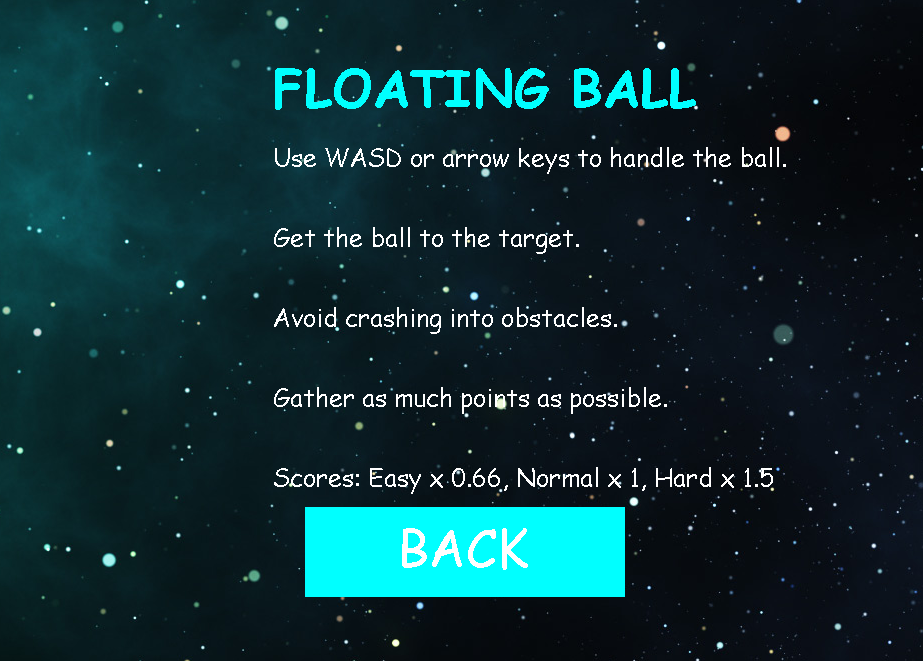 FLOATING BALL
Use WASD or arrow keys to handle the ball.
Get the ball to the target.
Avoid crashing into obstacles.
Gather as much points as possible.
Scores: Easy x 0.66, Normal x 1, Hard x 1.5
BACK